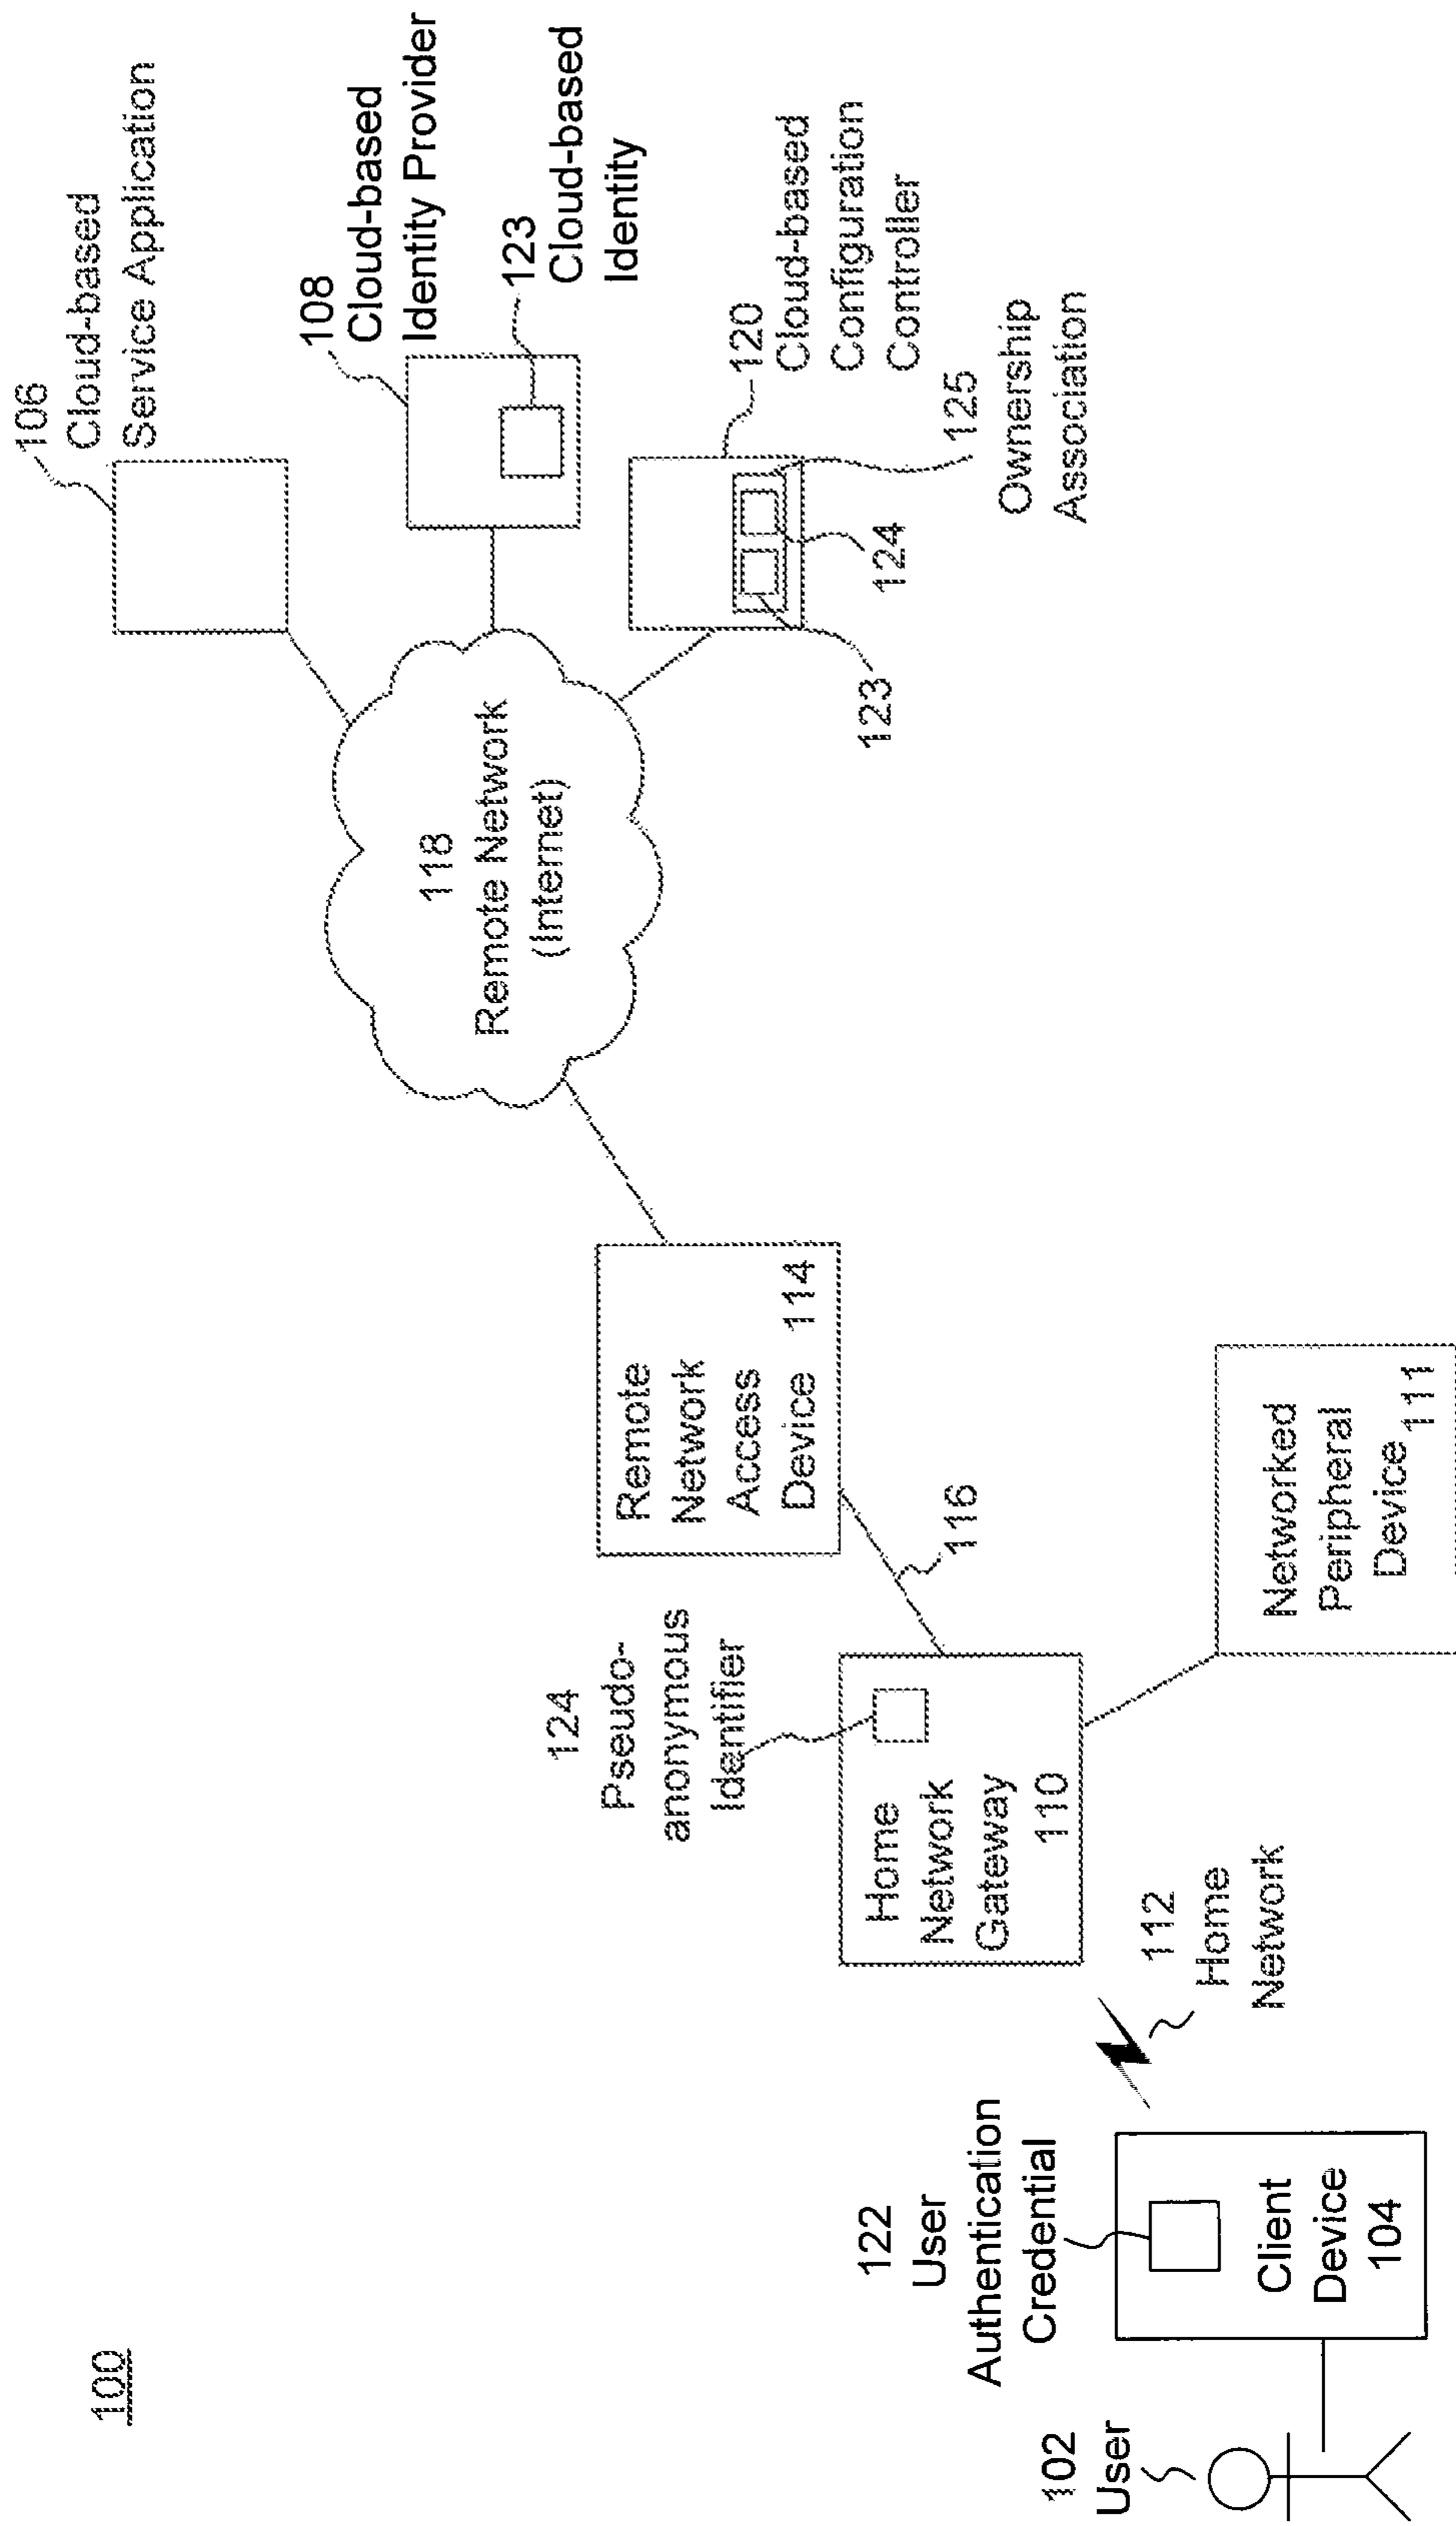 100
106
Cloud-based
Service Application
108
Cloud-based
Identity Provider
123
Cloud-based
Identity
120
Cloud-based
Configuration
Controller
125
Ownership
Association
124
123
118
Remote Network
(Internet)
Remote
Network
Access
Device 114
116
124
Pseudo-
anonymous
Identifier
Home
Network
Gateway
110
Networked
Peripheral
Device 111
112
Home
Network
122
User
Authentication
Credential
Client
Device
104
102
User